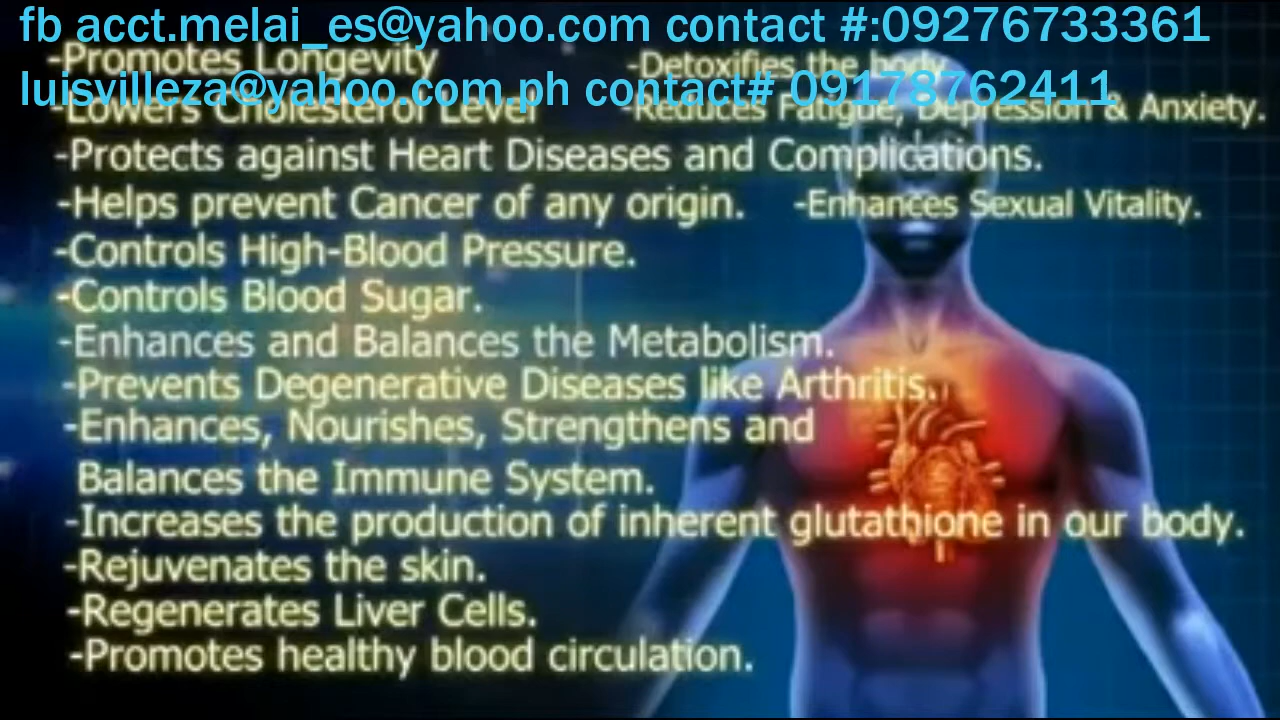 fb acct.melai_es@yahoo.com contact #:09276733361
-Promotes Longevity -Detoxifies the body
luisvilleza@yahoo.com.ph contact# 09178762411
-Lowers Cholesterol Level -Reduces Fatigue, Depression & Anxiety.
-Protects against Heart Diseases and Complications.
-Helps prevent Cancer of any origin. -Enhances Sexual Vitality.
-Controls High-Blood Pressure.
-Controls Blood Sugar.
-Enhances and Balances the Metabolism.
-Prevents Degenerative Diseases like Arthritis.
-Enhances, Nourishes, Strengthens and
Balances the Immune System.
-Increases the production of inherent glutathione in our body.
-Rejuvenates the skin.
-Regenerates Liver Cells.
-Promotes healthy blood circulation.